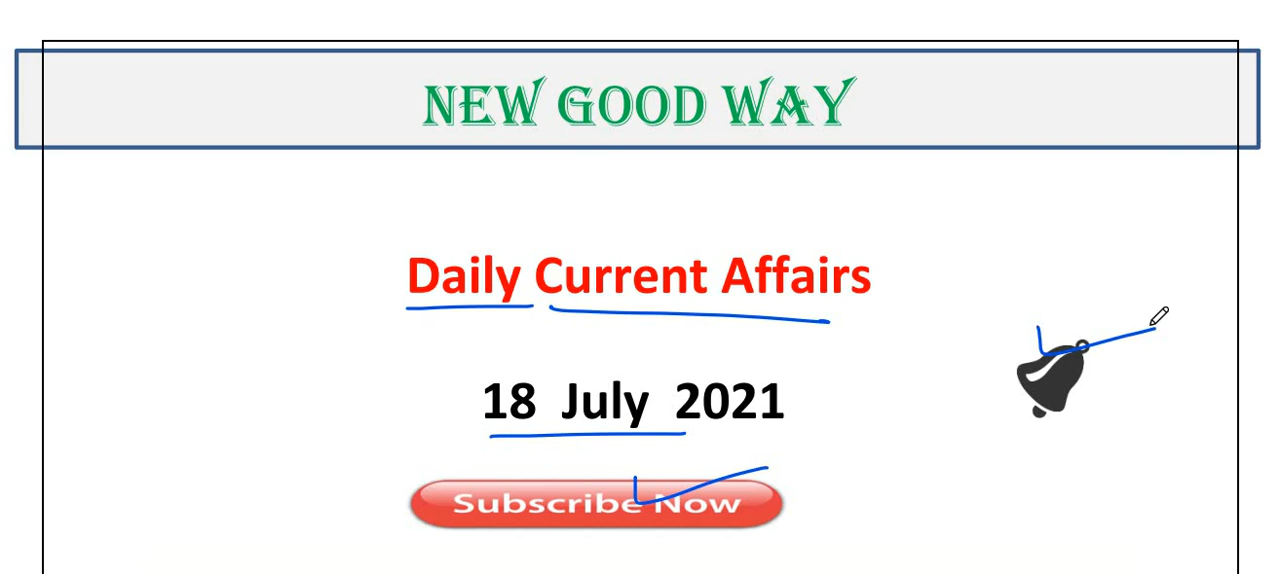 NEW GOOD WAY
Daily Current Affairs
18 July 2021
Subscribe Now